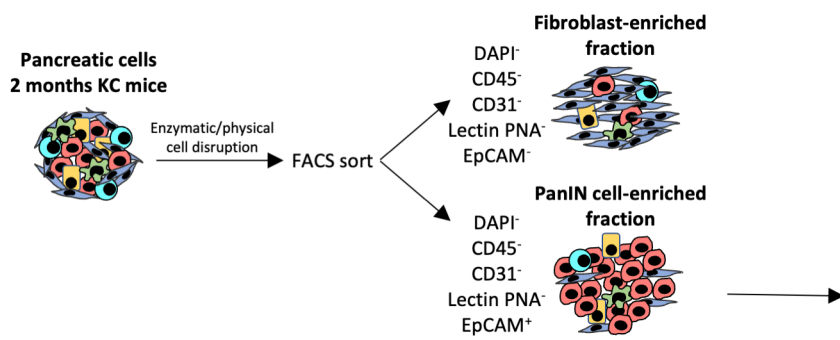 Pancreatic cells
2 months KC mice
Enzymatic/physical
cell disruption
FACS sort
DAPI⁻
CD45⁻
CD31⁻
Lectin PNA⁻
EpCAM⁻
Fibroblast-enriched
fraction
DAPI⁻
CD45⁻
CD31⁻
Lectin PNA⁻
EpCAM⁺
PanIN cell-enriched
fraction